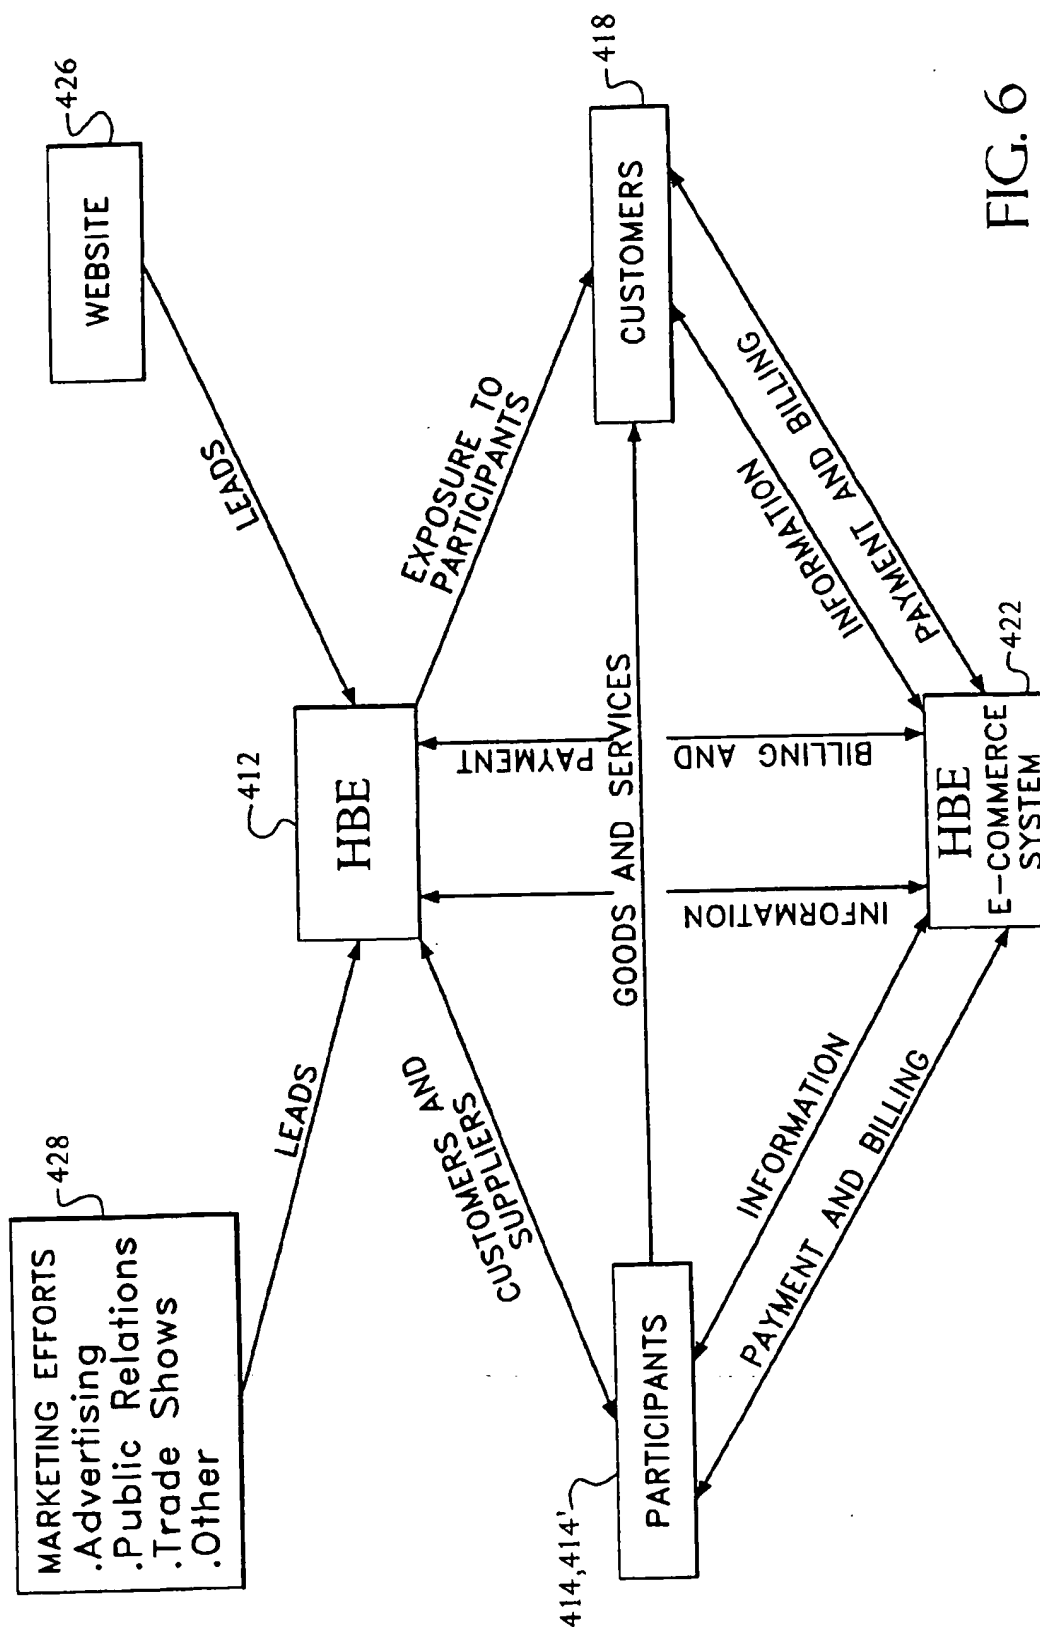 428
MARKETING EFFORTS
.Advertising
.Public Relations
.Trade Shows
.Other
LEADS
412
HBE
LEADS
WEBSITE
426
CUSTOMERS AND
SUPPLIERS
EXPOSURE TO
PARTICIPANTS
PAYMENT
414,414'
PARTICIPANTS
GOODS AND SERVICES
CUSTOMERS
418
INFORMATION
BILLING AND
INFORMATION
PAYMENT AND BILLING
INFORMATION
PAYMENT AND BILLING
HBE
E-COMMERCE
SYSTEM
422
FIG. 6